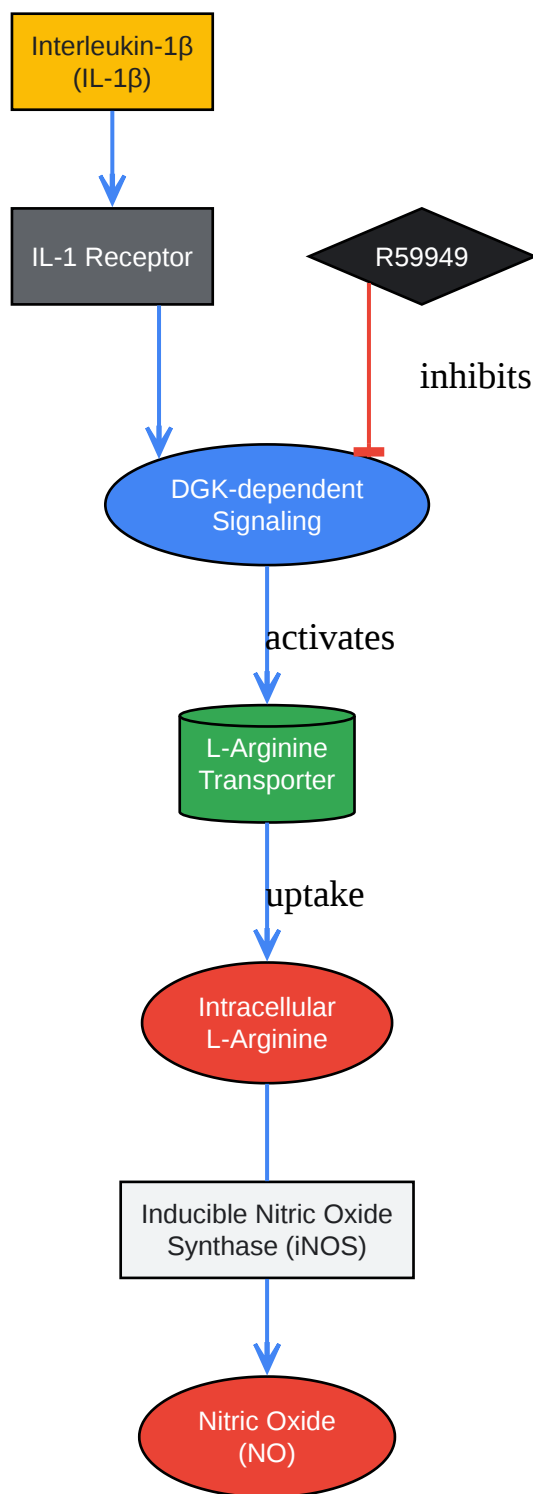 Interleukin-1β
(IL-1β)
IL-1 Receptor
R59949
inhibits
DGK-dependent
Signaling
activates
L-Arginine
Transporter
uptake
Intracellular
L-Arginine
Inducible Nitric Oxide
Synthase (iNOS)
Nitric Oxide
(NO)